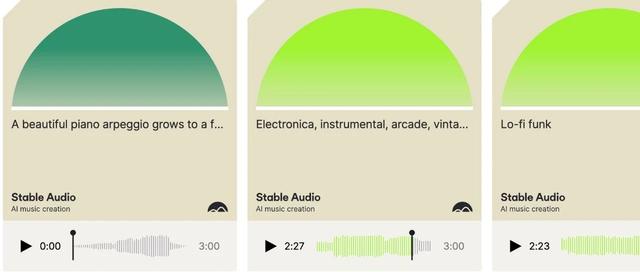 A beautiful piano arpeggio grows to a f...
Stable Audio
AI music creation
0:00
3:00
Electronica, instrumental, arcade, vinta...
Stable Audio
AI music creation
2:27
3:00
Lo-fi funk
Stable Audio
AI music creation
2:23